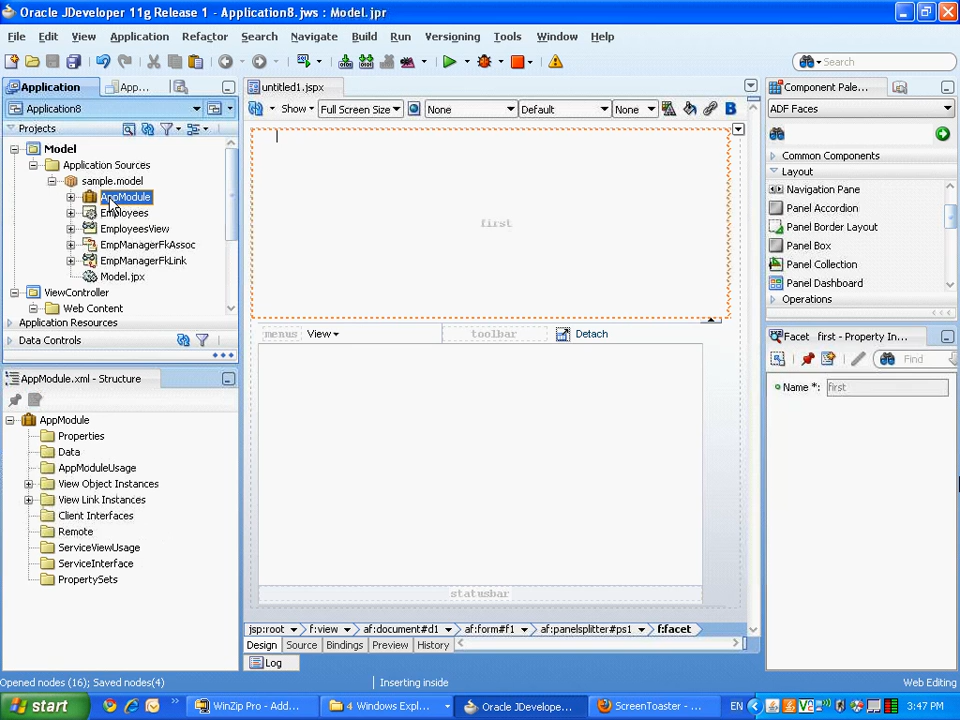 Oracle JDeveloper 11g Release 1 - Application8.jws : Model.jpr
File Edit View Application Refactor Search Navigate Build Run Versioning Tools Window Help
Search
Application
App...
Application8
Projects
Model
Application Sources
sample.model
AppModule
Employees
EmployeesView
EmpManagerFkAssoc
EmpManagerFkLink
Model.jpx
ViewController
Web Content
Application Resources
Data Controls
AppModule.xml - Structure
AppModule
Properties
Data
AppModuleUsage
View Object Instances
View Link Instances
Client Interfaces
Remote
ServiceViewUsage
ServiceInterface
PropertySets
untitled1.jspx
Show Full Screen Size None Default None B
first
menus View toolbar Detach
statusbar
jsp:root f:view af:document#d1 af:form#f1 af:panelsplitter#ps1 f:facet
Design Source Bindings Preview History
Log
Component Pale...
ADF Faces
Common Components
Layout
Navigation Pane
Panel Accordion
Panel Border Layout
Panel Box
Panel Collection
Panel Dashboard
Operations
Facet first - Property In...
Find
Name *: first
Opened nodes (16); Saved nodes(4) Inserting inside Web Editing
start WinZip Pro - Add... 4 Windows Expl... Oracle JDevelope... ScreenToaster - ... EN 3:47 PM